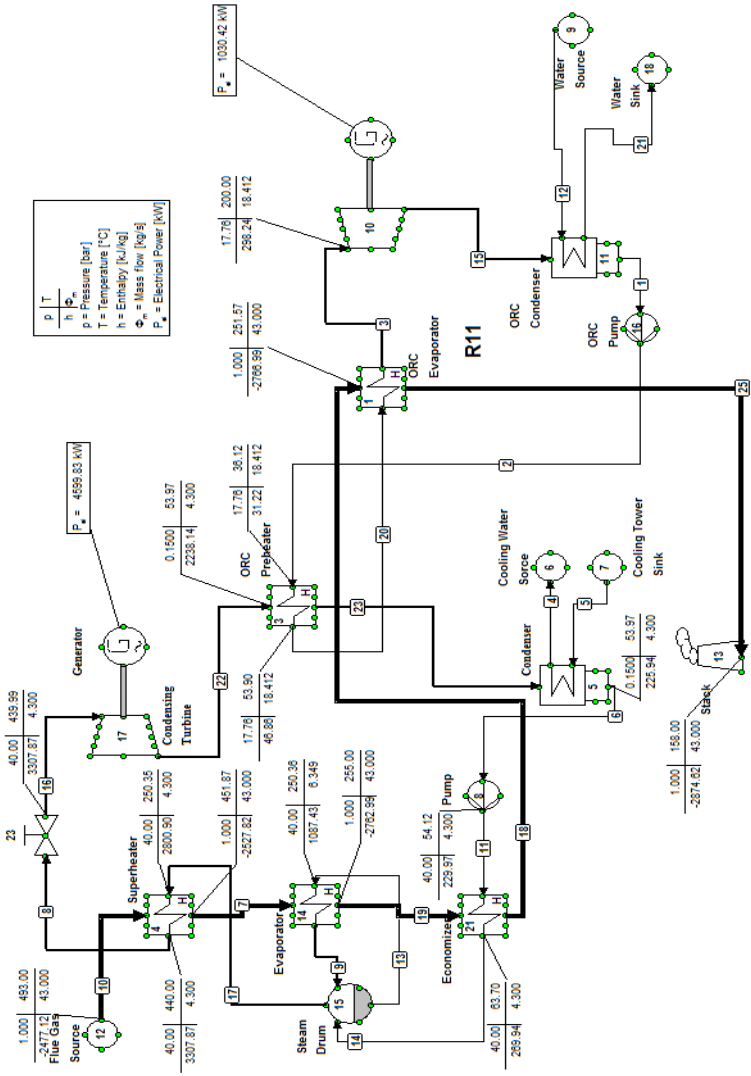 1.000 493.00
-2477.12 43.000
Flue Gas
Source
12
10
40.00 440.00
3307.87 4.300
Superheater
4
H
40.00 250.35
2800.90 4.300
1.000 451.87
-2527.82 43.000
8
23
16
40.00 439.99
3307.87 4.300
17
Condensing
Turbine
Generator
G
P = 4599.83 kW
22
7
17
Evaporator
14
H
40.00 250.36
1087.43 6.349
1.000 255.00
-2762.99 43.000
Steam
Drum
15
9
13
14
19
Economizer
21
H
40.00 63.70
269.94 4.300
40.00 54.12
229.97 4.300
Pump
8
11
18
6
Condenser
5
0.1500 53.97
225.94 4.300
4
5
Cooling Water
Sorce
6
7
Cooling Tower
Sink
ORC
Preheater
3
H
0.1500 53.97
2238.14 4.300
17.76 36.12
31.22 18.412
17.76 53.90
46.86 18.412
23
20
2
p T
h Φm
p = Pressure [bar]
T = Temperature [°C]
h = Enthalpy [kJ/kg]
Φm = Mass flow [kg/s]
Pel = Electrical Power [kW]
1.000 251.57
-2766.99 43.000
1
H
ORC
Evaporator
R11
3
17.76 200.00
298.24 18.412
10
G
P = 1030.42 kW
15
ORC
Condenser
11
1
ORC
Pump
16
12
21
Water
Source
9
Water
Sink
18
25
13
Stack
1.000 158.00
-2874.62 43.000